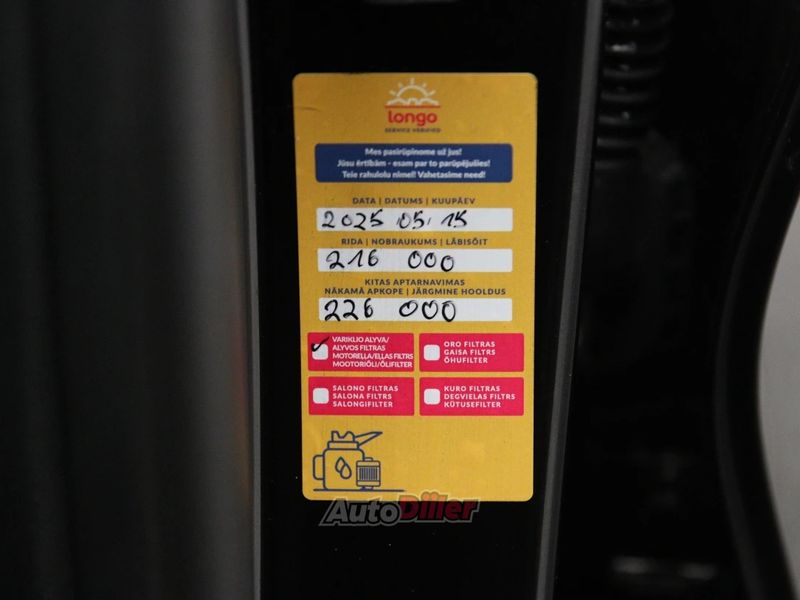 longo
SERVICE VERIFIED
Mes pasirūpinome už jus!
Jūsu ērtībām - esam par to parūpējušies!
Teie rahulolu nimel! Vahetasime need!
DATA | DATUMS | KUUPÄEV
2025.05.15
RIDA | NOBRAUKUMS | LÄBISÕIT
216 000
KITAS APTARNAVIMAS
NĀKAMĀ APKOPE | JÄRGMINE HOOLDUS
226 000
VARIKLIO ALYVA/
ALYVOS FILTRAS
MOTOREĻĻA/EĻĻAS FILTRS
MOOTORIÕLI/ÕLIFILTER
ORO FILTRAS
GAISA FILTRS
ÕHUFILTER
SALONO FILTRAS
SALONA FILTRS
SALONGIFILTER
KURO FILTRAS
DEGVIELAS FILTRS
KÜTUSEFILTER
AutoDiller